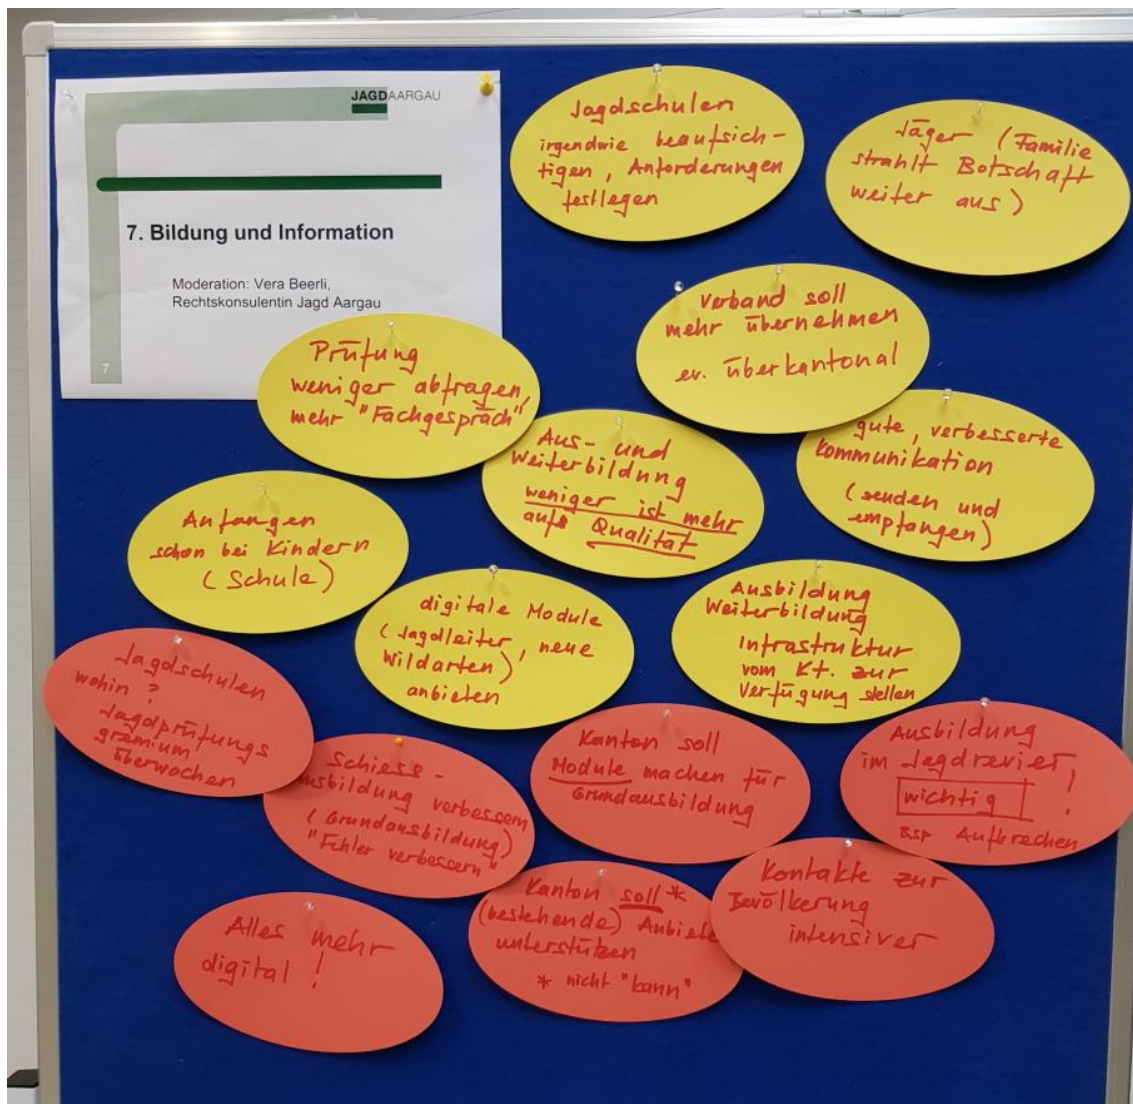 JAGDAARGAU
7. Bildung und Information
Moderation: Vera Beerli,
Rechtskonsulentin Jagd Aargau
7
Jagdschulen
irgendwie beaufsich-
tigen, Anforderungen
festlegen
Jäger (Familie
strahlt Botschaft
weiter aus)
Verband soll
mehr übernehmen
ev. überkantonal
Prüfung
weniger abfragen,
mehr "Fachgespräch"
Aus- und
Weiterbildung
weniger ist mehr
aufs Qualität
gute, verbesserte
Kommunikation
(senden und
empfangen)
Anfangen
schon bei Kindern
(Schule)
digitale Module
(Jagdleiter, neue
Wildarten)
anbieten
Ausbildung
Weiterbildung
Infrastruktur
vom Kt. zur
Verfügung stellen
Jagdschulen
wohin?
Jagdprüfungs
gremium
überwachen
Schiess-
ausbildung verbessern
(Grundausbildung)
"Fehler verbessern"
Kanton soll
Module machen für
Grundausbildung
Ausbildung
im Jagdrevier!
wichtig !
BSP Aufbrechen
Alles mehr
digital!
Kanton soll *
(bestehende) Anbiete
unterstützen
* nicht "kann"
Kontakte zur
Bevölkerung
intensiver